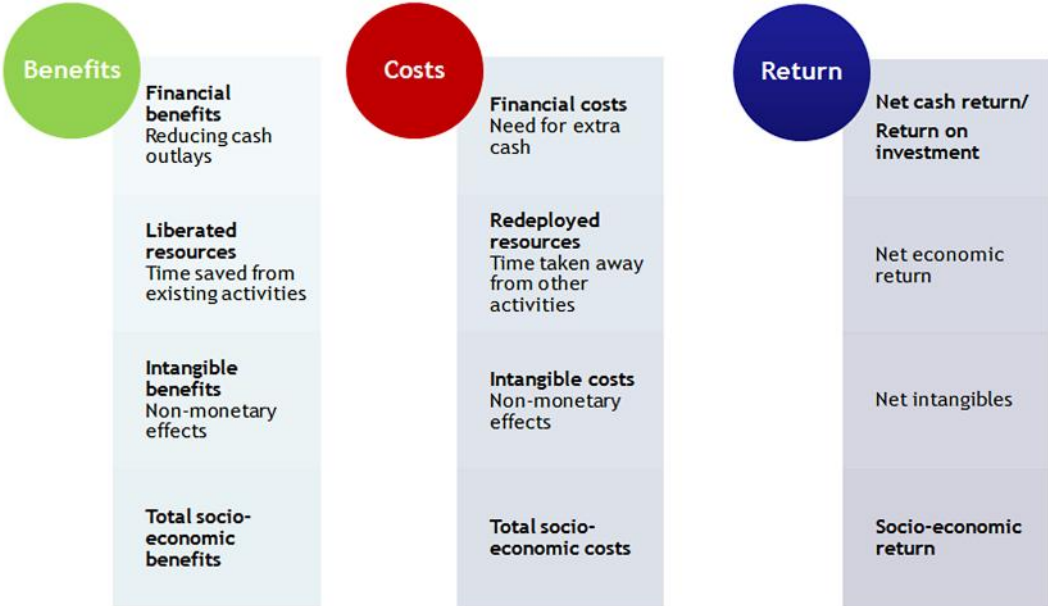 Benefits
Financial
benefits
Reducing cash
outlays
Liberated
resources
Time saved from
existing activities
Intangible
benefits
Non-monetary
effects
Total socio-
economic
benefits
Costs
Financial costs
Need for extra
cash
Redeployed
resources
Time taken away
from other
activities
Intangible costs
Non-monetary
effects
Total socio-
economic costs
Return
Net cash return/
Return on
investment
Net economic
return
Net intangibles
Socio-economic
return